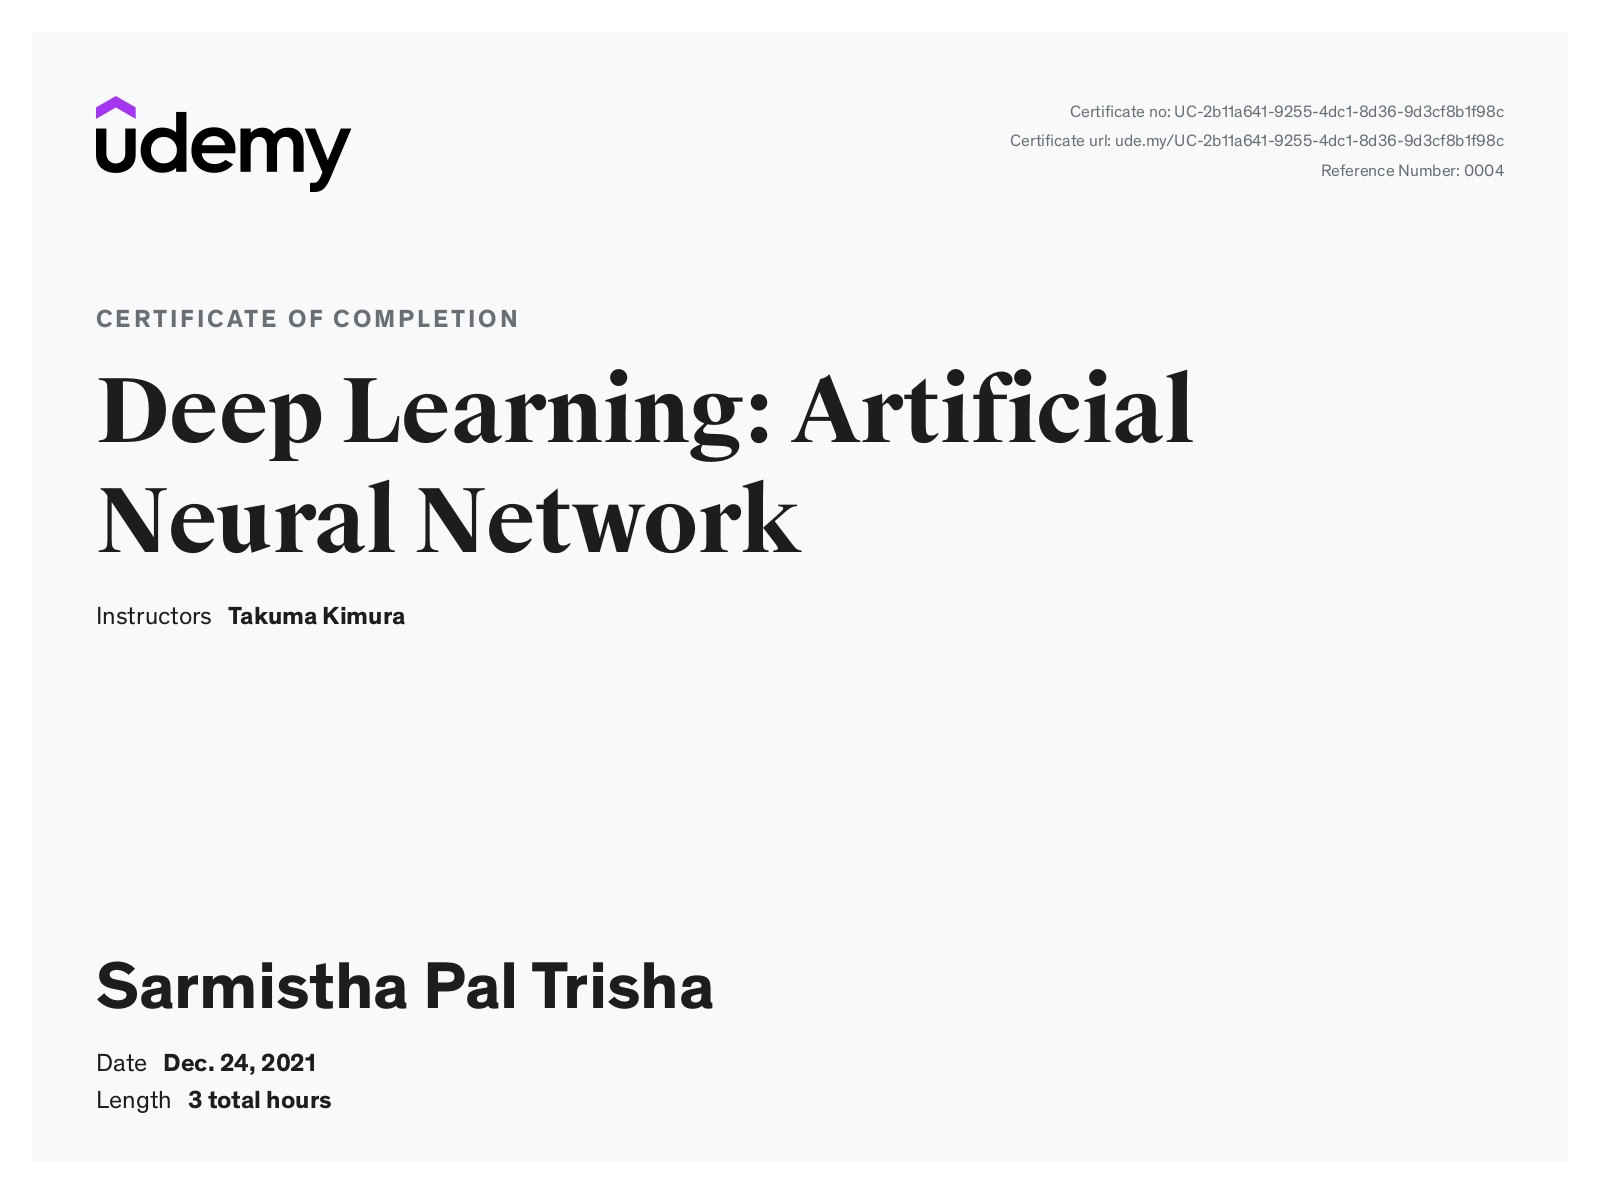 udemy
Certificate no: UC-2b11a641-9255-4dc1-8d36-9d3cf8b1f98c
Certificate url: ude.my/UC-2b11a641-9255-4dc1-8d36-9d3cf8b1f98c
Reference Number: 0004
CERTIFICATE OF COMPLETION
Deep Learning: Artificial
Neural Network
Instructors Takuma Kimura
Sarmistha Pal Trisha
Date Dec. 24, 2021
Length 3 total hours